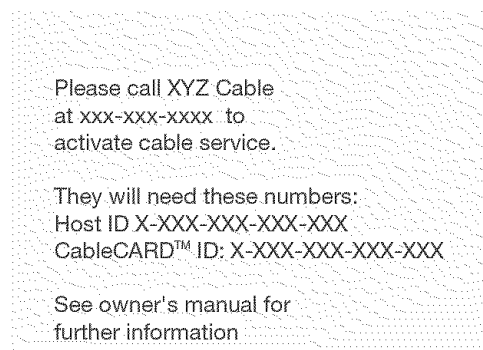 Please call XYZ Cable
at xxx-xxx-xxxx to
activate cable service.
They will need these numbers:
Host ID X-XXX-XXX-XXX-XXX
CableCARD™ ID: X-XXX-XXX-XXX-XXX
See owner's manual for
further information